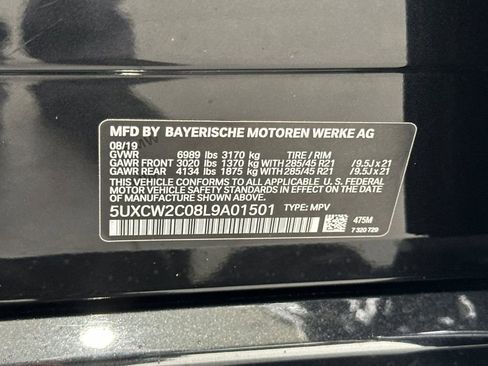 MFD BY BAYERISCHE MOTOREN WERKE AG
08/19
GVWR 6989 lbs 3170 kg TIRE / RIM
GAWR FRONT 3020 lbs 1370 kg WITH 285/45 R21 / 9.5J x 21
GAWR REAR 4134 lbs 1875 kg WITH 285/45 R21 / 9.5J x 21
THIS VEHICLE CONFORMS TO ALL APPLICABLE U.S. FEDERAL
MOTOR VEHICLE SAFETY STANDARDS IN EFFECT ON THE DATE
OF MANUFACTURE SHOWN ABOVE.
5UXCW2C08L9A01501 TYPE: MPV
475M
7 320 729